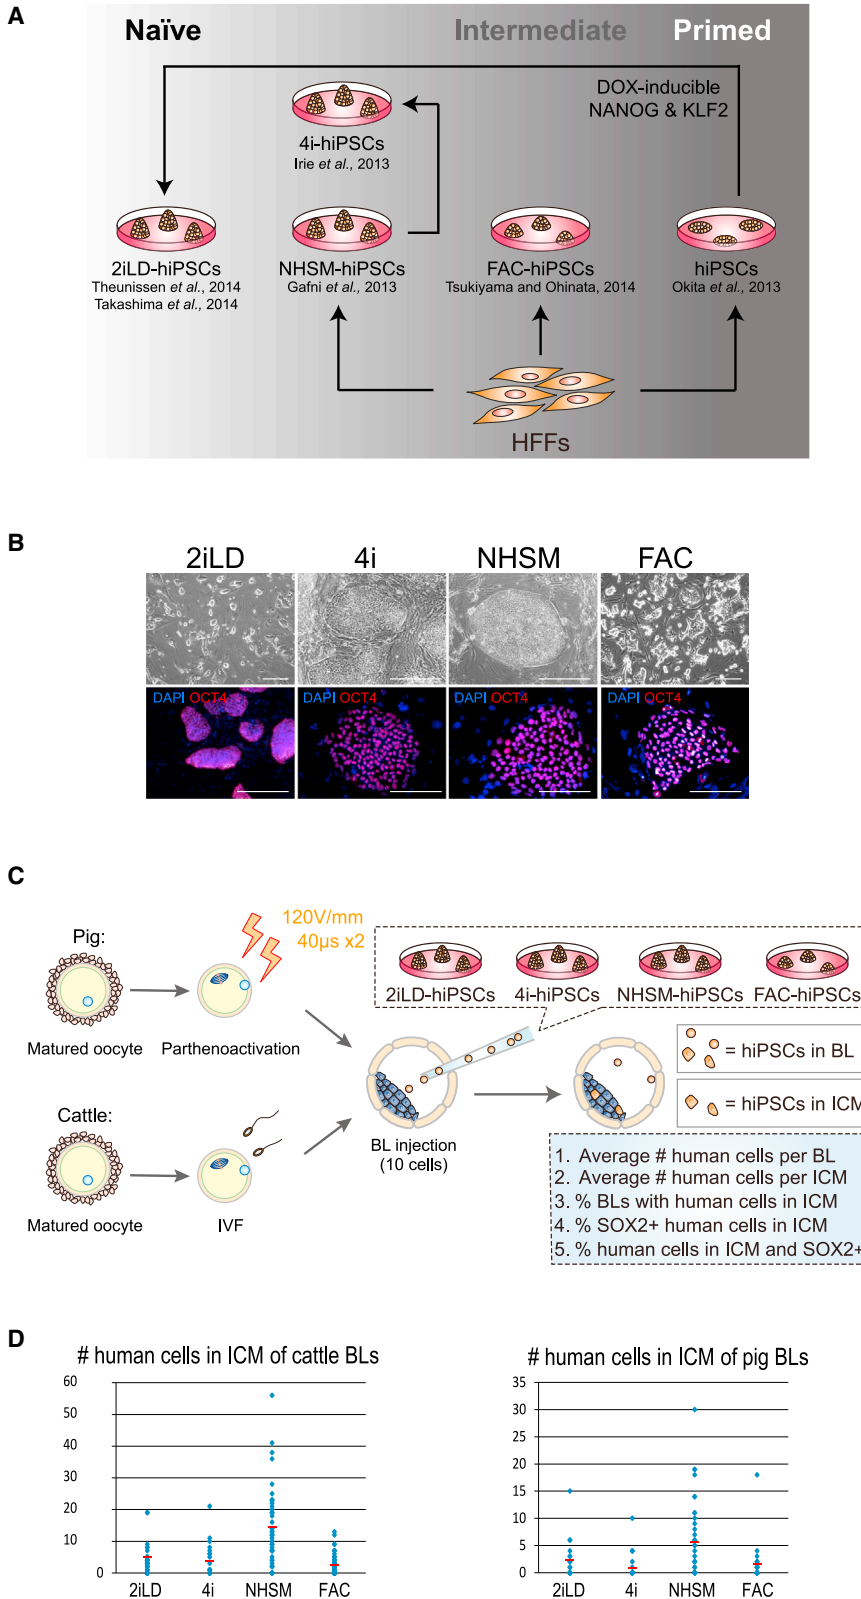 A
Naïve
Intermediate
Primed
DOX-inducible
NANOG & KLF2
4i-hiPSCs
Irie et al., 2013
2iLD-hiPSCs
Theunissen et al., 2014
Takashima et al., 2014
NHSM-hiPSCs
Gafni et al., 2013
FAC-hiPSCs
Tsukiyama and Ohinata, 2014
hiPSCs
Okita et al., 2013
HFFs
B
2iLD
4i
NHSM
FAC
DAPI OCT4
DAPI OCT4
DAPI OCT4
DAPI OCT4
C
Pig:
120V/mm
40µs x2
Matured oocyte
Parthenoactivation
2iLD-hiPSCs
4i-hiPSCs
NHSM-hiPSCs
FAC-hiPSCs
= hiPSCs in BL
= hiPSCs in ICM
Cattle:
Matured oocyte
IVF
BL injection
(10 cells)
1. Average # human cells per BL
2. Average # human cells per ICM
3. % BLs with human cells in ICM
4. % SOX2+ human cells in ICM
5. % human cells in ICM and SOX2+
D
# human cells in ICM of cattle BLs
60
50
40
30
20
10
0
2iLD
4i
NHSM
FAC
# human cells in ICM of pig BLs
35
30
25
20
15
10
5
0
2iLD
4i
NHSM
FAC